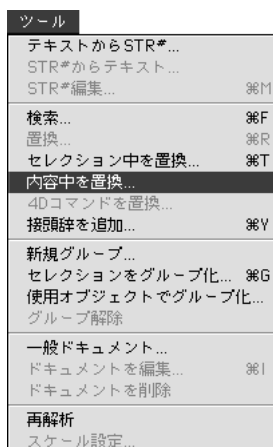 ツール
テキストからSTR#...
STR#からテキスト...
STR#編集... ⌘M
検索... ⌘F
置換... ⌘R
セレクション中を置換... ⌘T
内容中を置換...
4Dコマンドを置換...
接頭辞を追加... ⌘Y
新規グループ...
セレクションをグループ化... ⌘G
使用オブジェクトでグループ化...
グループ解除
一般ドキュメント...
ドキュメントを編集... ⌘I
ドキュメントを削除
再解析
スケール設定...